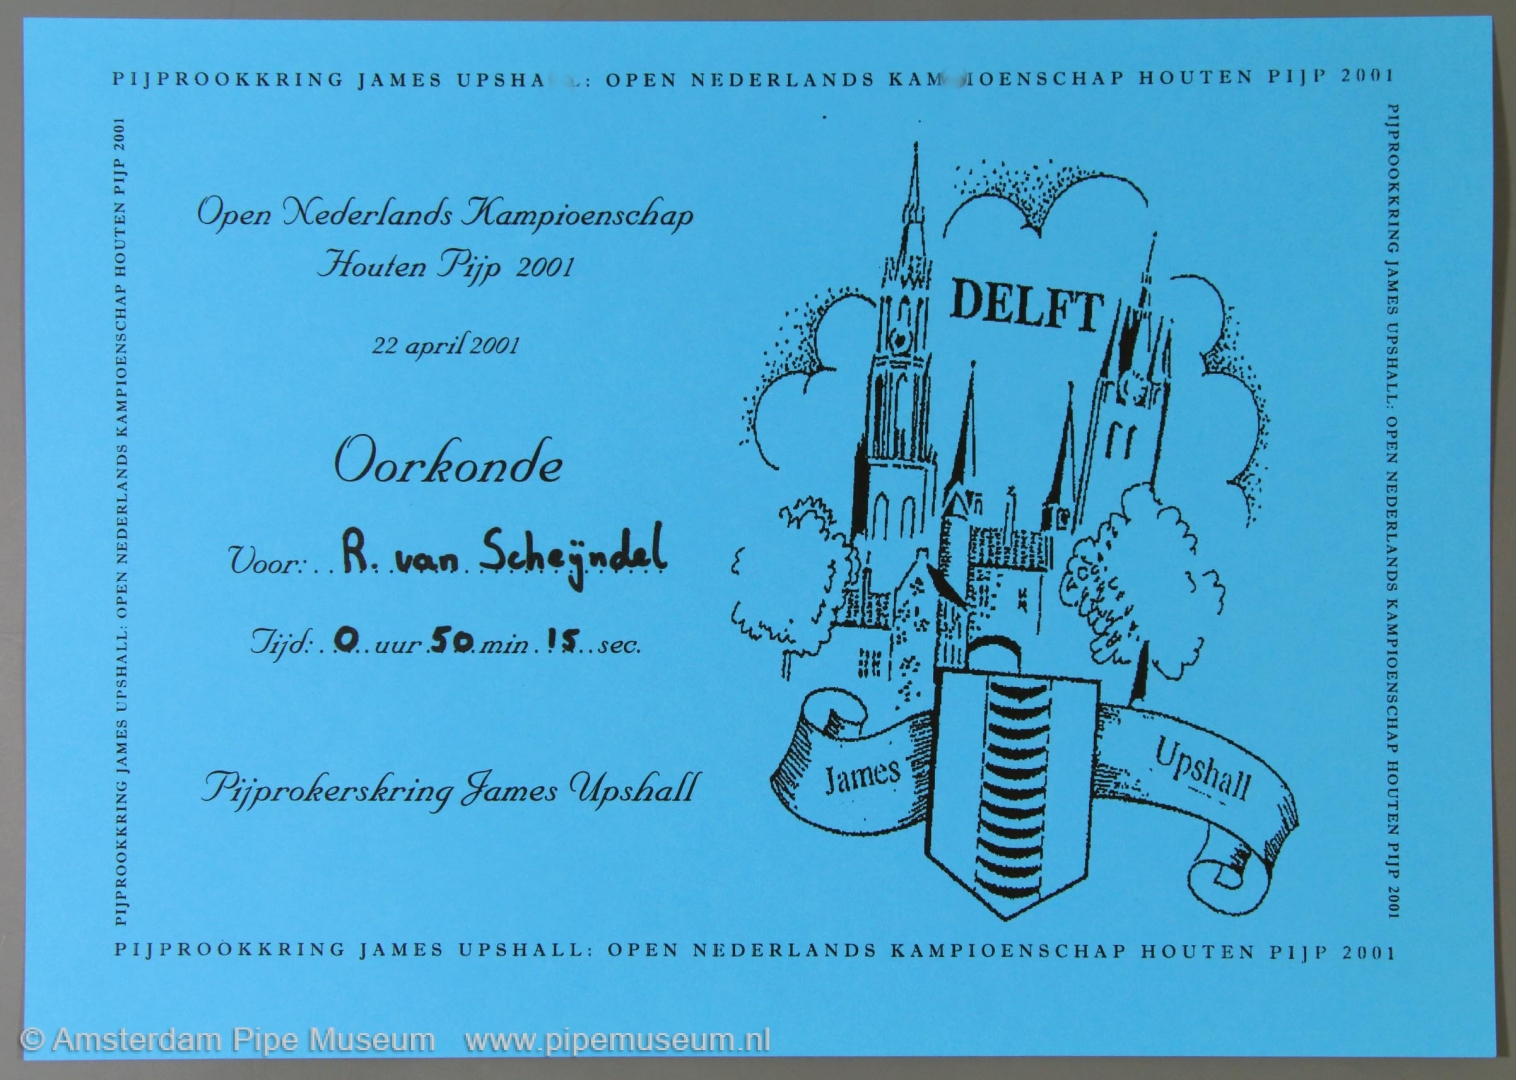 PIJPROOKKRING JAMES UPSHALL: OPEN NEDERLANDS KAMPIOENSCHAP HOUTEN PIJP 2001
PIJPROOKKRING JAMES UPSHALL: OPEN NEDERLANDS KAMPIOENSCHAP HOUTEN PIJP 2001
PIJPROOKKRING JAMES UPSHALL: OPEN NEDERLANDS KAMPIOENSCHAP HOUTEN PIJP 2001
Open Nederlands Kampioenschap
Houten Pijp 2001
22 april 2001
Oorkonde
Voor: R. van Scheijndel
Tijd: 0 uur 50 min 15 sec.
Pijprokerskring James Upshall
DELFT
James
Upshall
PIJPROOKKRING JAMES UPSHALL: OPEN NEDERLANDS KAMPIOENSCHAP HOUTEN PIJP 2001
© Amsterdam Pipe Museum www.pipemuseum.nl